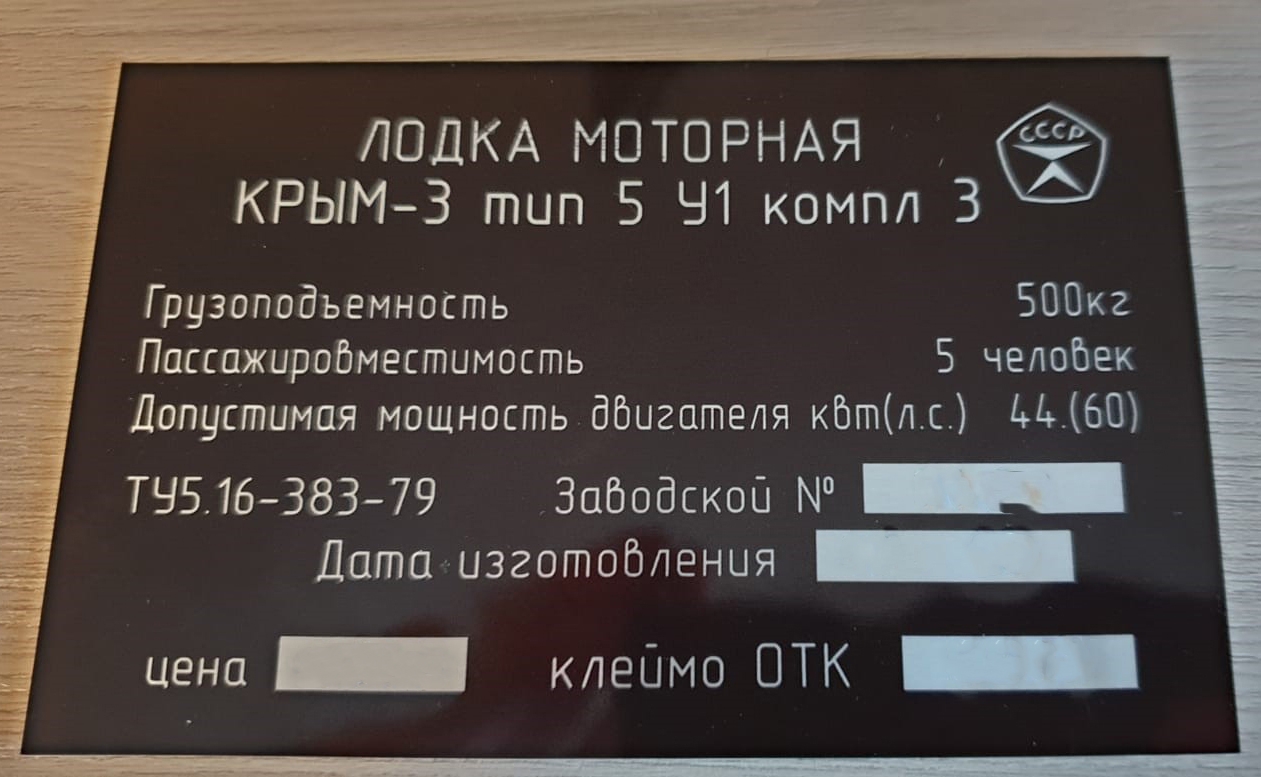 СССР
ЛОДКА МОТОРНАЯ
КРЫМ-3 тип 5 У1 компл 3
Грузоподъемность 500кг
Пассажировместимость 5 человек
Допустимая мощность двигателя квт(л.с.) 44.(60)
ТУ5.16-383-79 Заводской №
Дата изготовления
цена клеймо ОТК